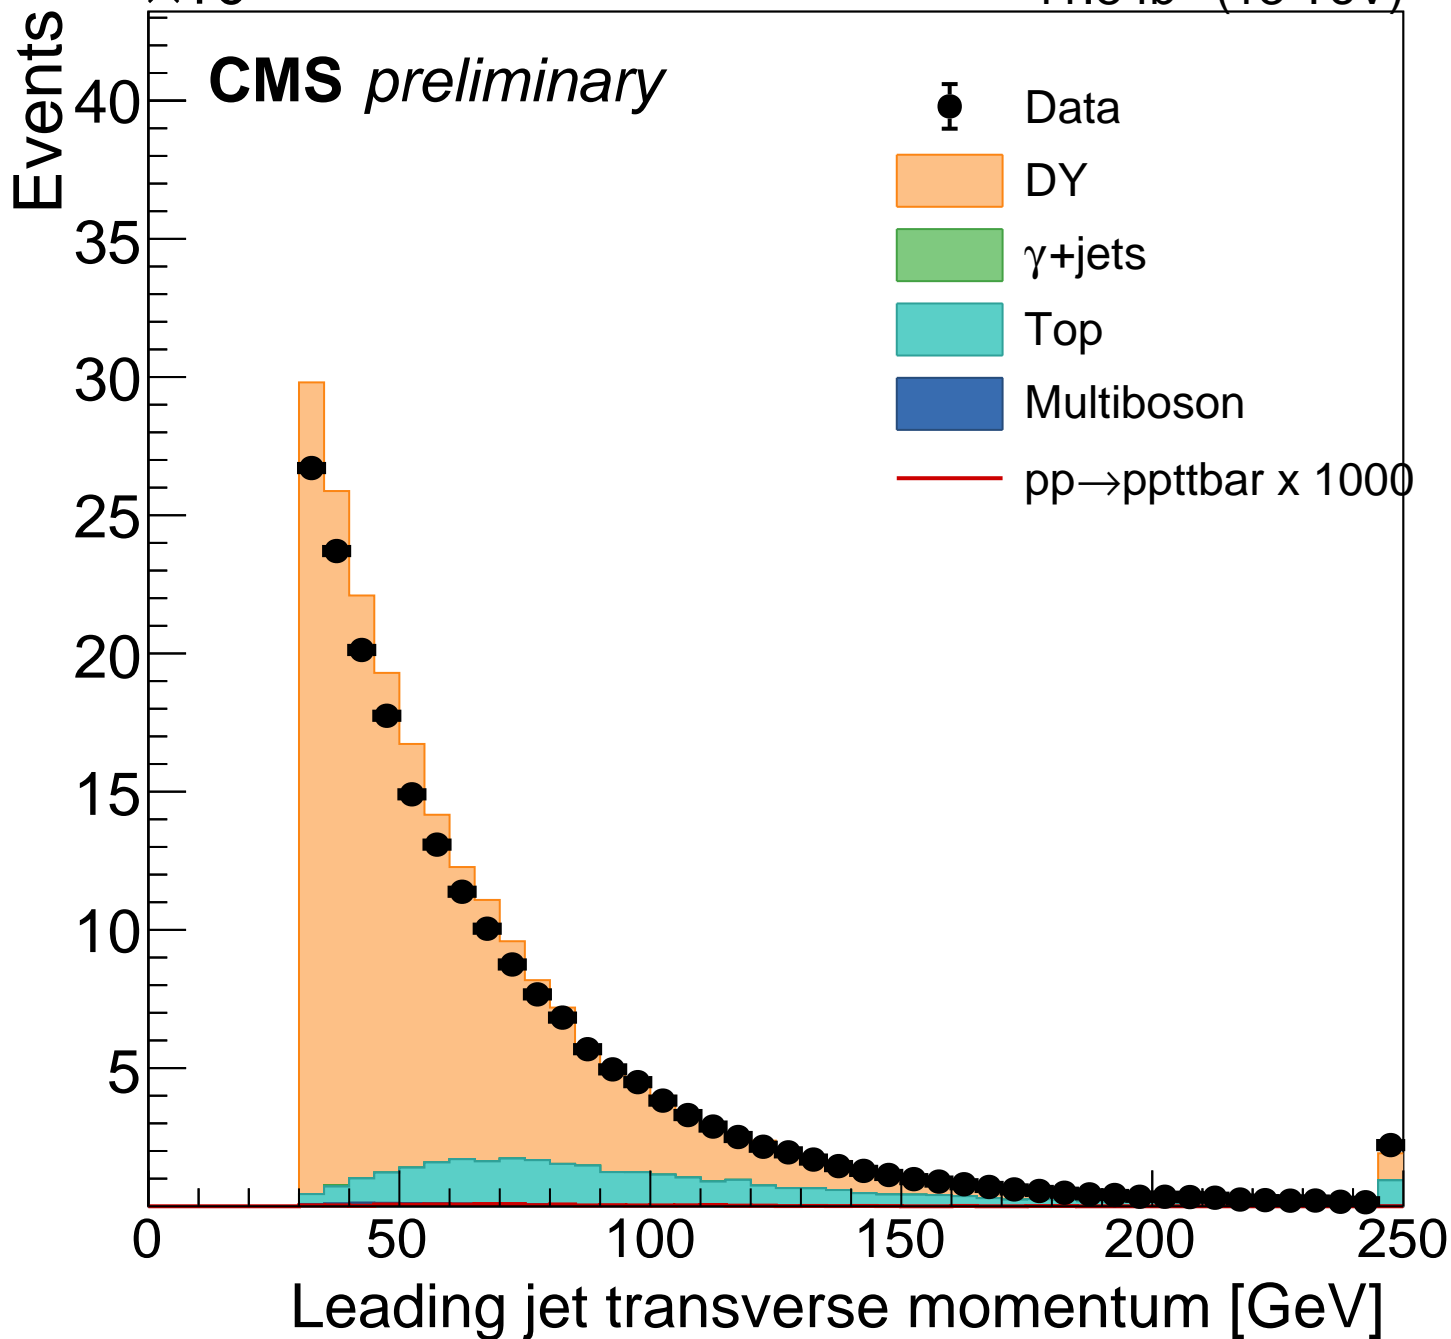 CMS preliminary
Data
DY
γ+jets
Top
Multiboson
pp→ppttbar x 1000
Events
40
35
30
25
20
15
10
5
0 50 100 150 200 250
Leading jet transverse momentum [GeV]